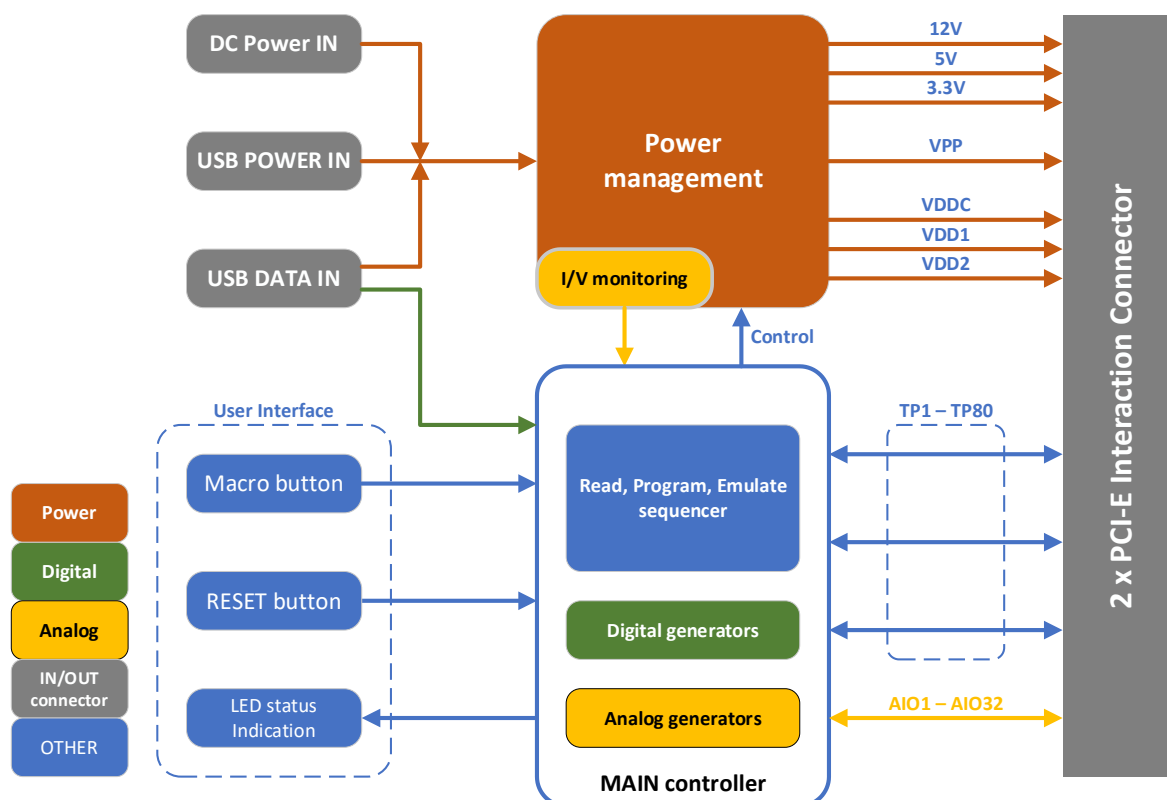 DC Power IN
USB POWER IN
USB DATA IN
Power
management
I/V monitoring
12V
5V
3.3V
VPP
VDDC
VDD1
VDD2
2 x PCI-E Interaction Connector
Control
User Interface
Macro button
RESET button
LED status
Indication
Read, Program, Emulate
sequencer
Digital generators
Analog generators
MAIN controller
TP1 – TP80
AIO1 – AIO32
Power
Digital
Analog
IN/OUT
connector
OTHER